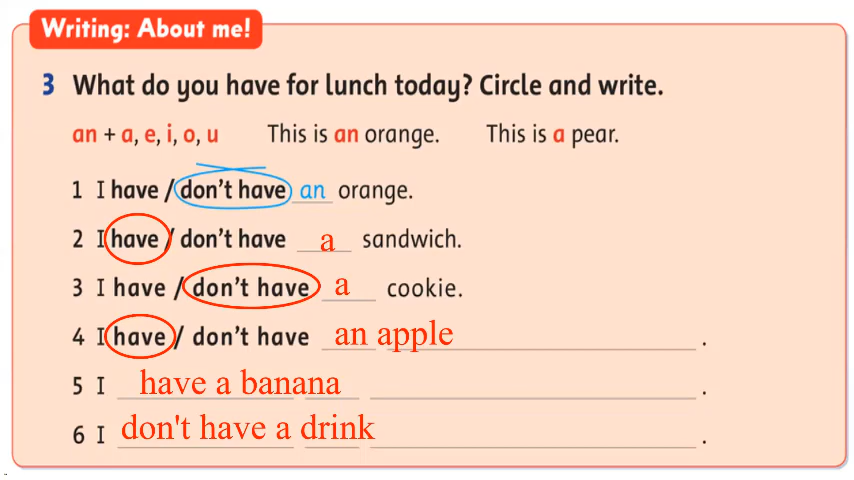 Writing: About me!
3 What do you have for lunch today? Circle and write.
an + a, e, i, o, u This is an orange. This is a pear.
1 I have / don't have an orange.
2 I have / don't have a sandwich.
3 I have / don't have a cookie.
4 I have / don't have an apple .
5 I have a banana .
6 I don't have a drink .